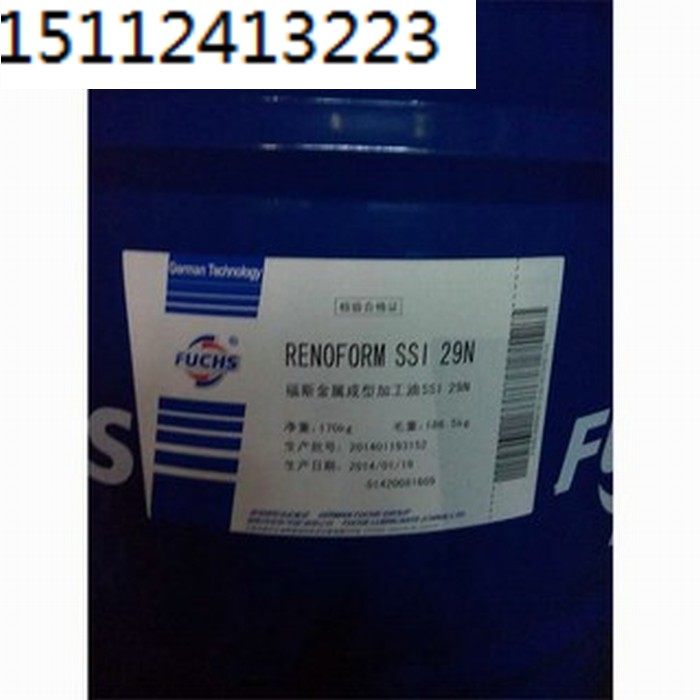 15112413223
German Technology
检验合格证
FUCHS
RENOFORM SSI 29N
福斯金属成型加工油SSI 29N
净重:170kg 毛重:186.5kg
生产批号:201401193152
生产日期:2014/01/19
S
F